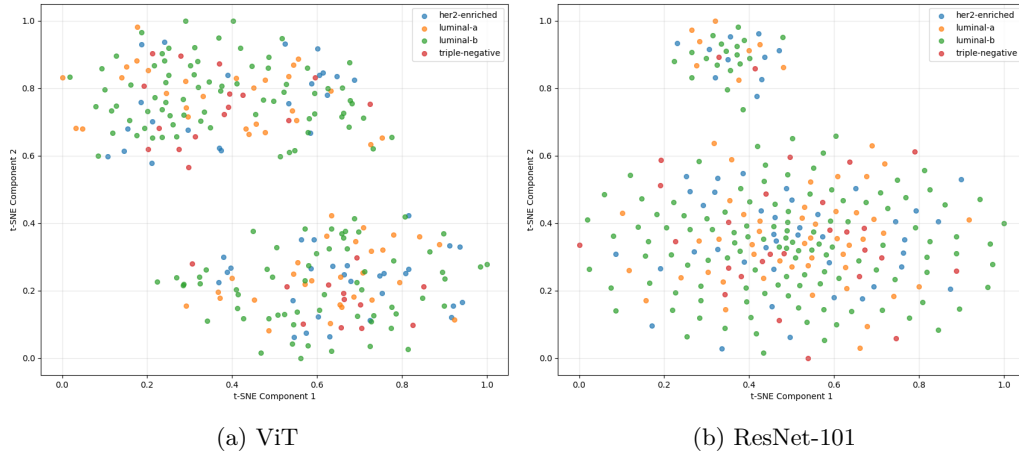 1.0
0.8
0.6
0.4
0.2
0.0
t-SNE Component 2
0.0 0.2 0.4 0.6 0.8 1.0
t-SNE Component 1
her2-enriched
luminal-a
luminal-b
triple-negative
(a) ViT
1.0
0.8
0.6
0.4
0.2
0.0
t-SNE Component 2
0.0 0.2 0.4 0.6 0.8 1.0
t-SNE Component 1
her2-enriched
luminal-a
luminal-b
triple-negative
(b) ResNet-101